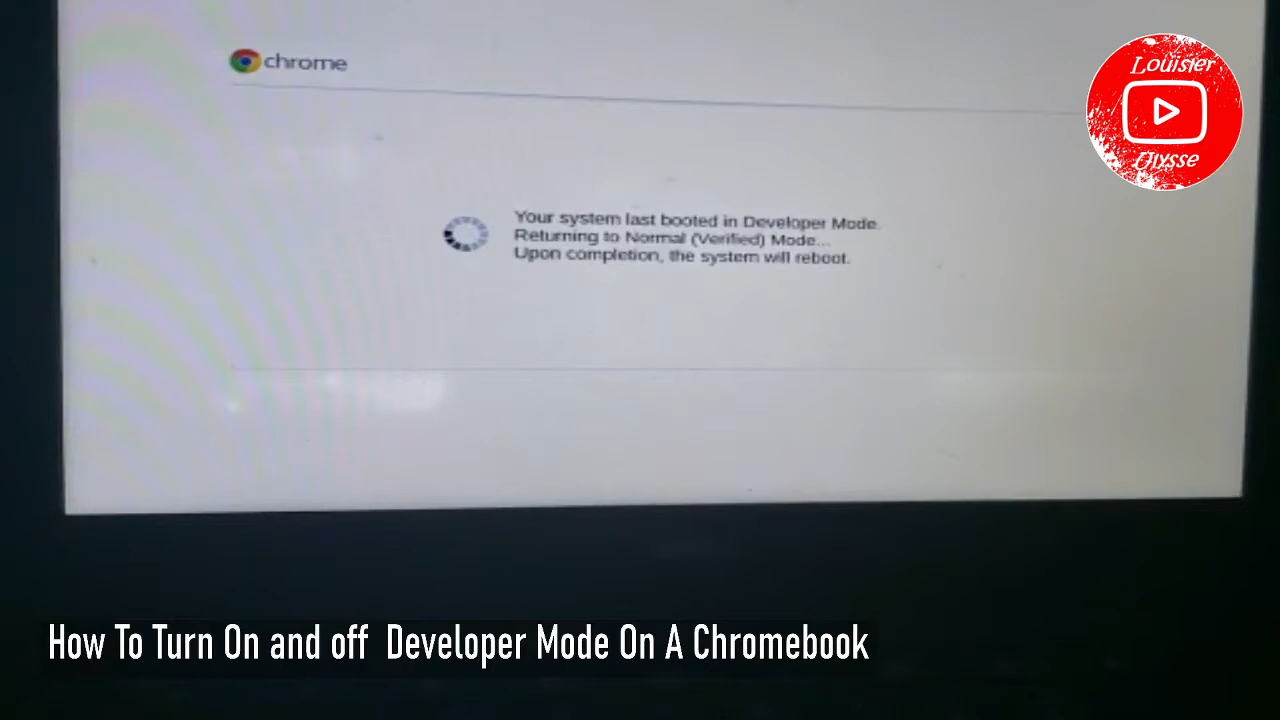 chrome
Louisier
Ulysse
Your system last booted in Developer Mode.
Returning to Normal (Verified) Mode...
Upon completion, the system will reboot.
How To Turn On and off Developer Mode On A Chromebook